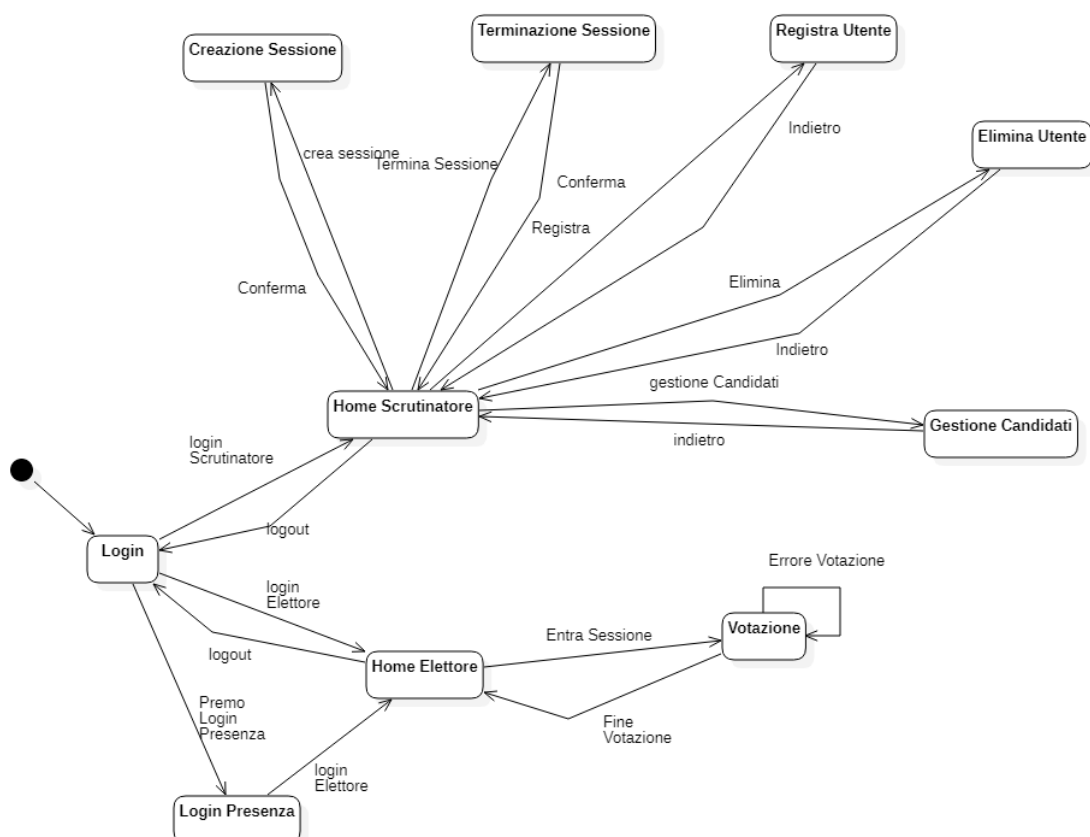 Creazione Sessione
Terminazione Sessione
Registra Utente
Elimina Utente
Indietro
crea sessione
Termina Sessione
Conferma
Registra
Conferma
Elimina
Indietro
gestione Candidati
Home Scrutinatore
Gestione Candidati
indietro
login
Scrutinatore
logout
Login
login
Elettore
Errore Votazione
Votazione
Entra Sessione
logout
Home Elettore
Fine
Votazione
Premo
Login
Presenza
login
Elettore
Login Presenza